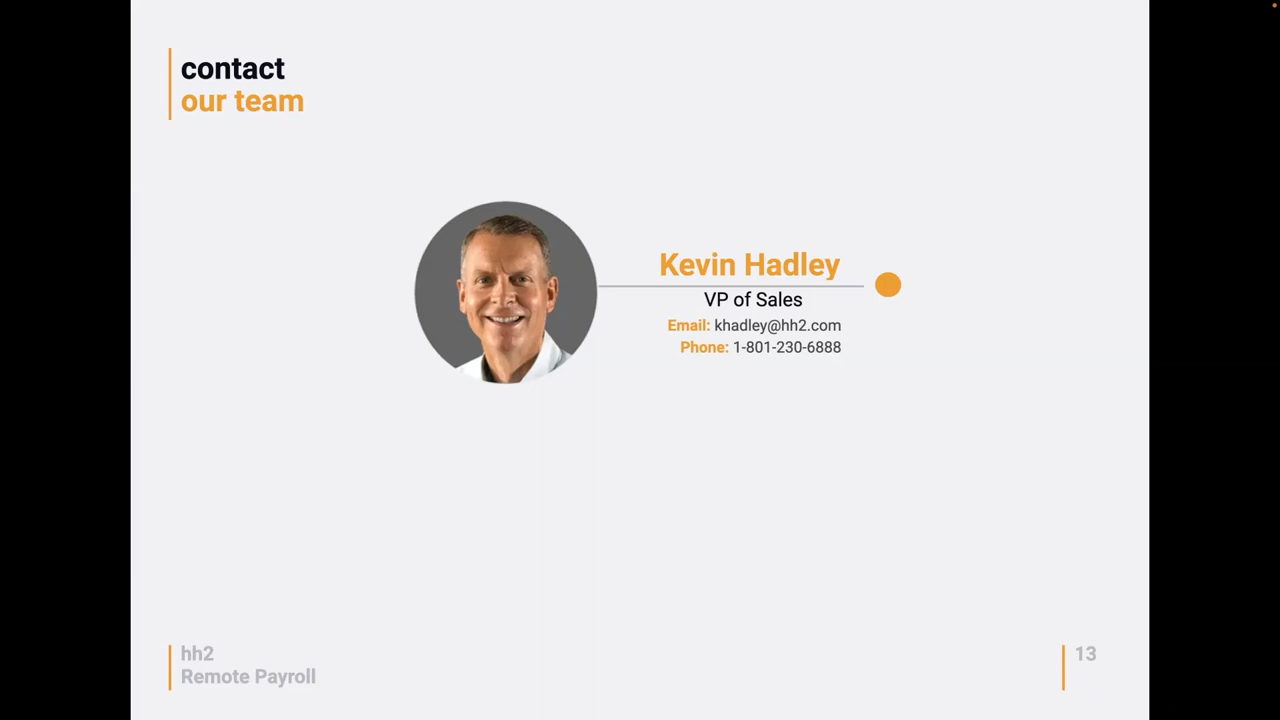 contact
our team
Kevin Hadley
VP of Sales
Email: khadley@hh2.com
Phone: 1-801-230-6888
hh2
Remote Payroll
13